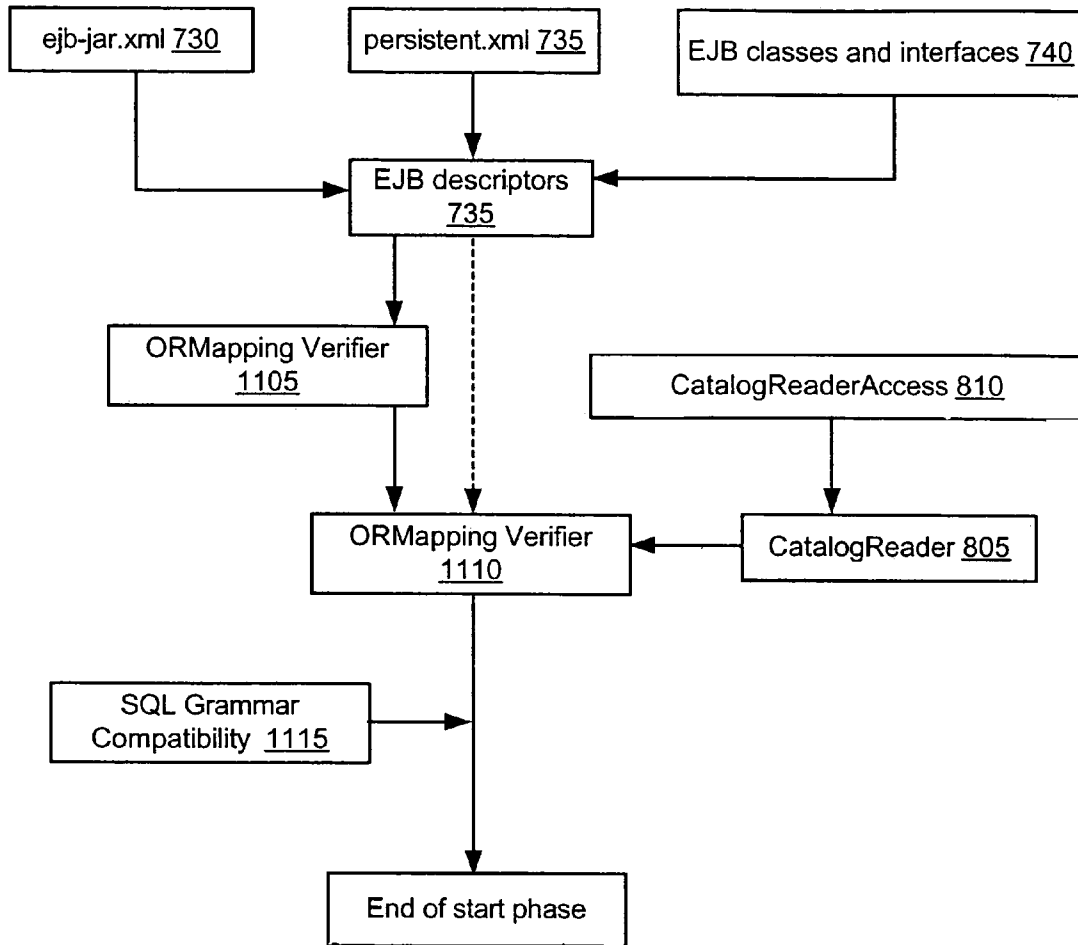 ejb-jar.xml 730
persistent.xml 735
EJB classes and interfaces 740
EJB descriptors
735
ORMapping Verifier
1105
CatalogReaderAccess 810
ORMapping Verifier
1110
CatalogReader 805
SQL Grammar
Compatibility 1115
End of start phase